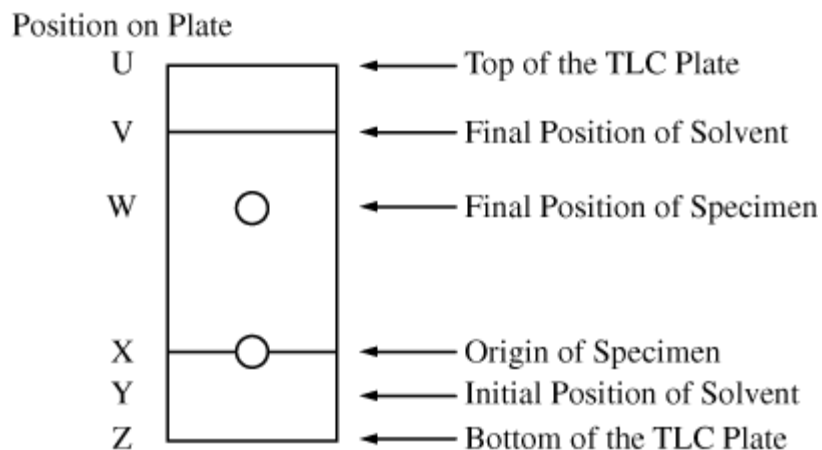 Position on Plate
U Top of the TLC Plate
V Final Position of Solvent
W Final Position of Specimen
X Origin of Specimen
Y Initial Position of Solvent
Z Bottom of the TLC Plate